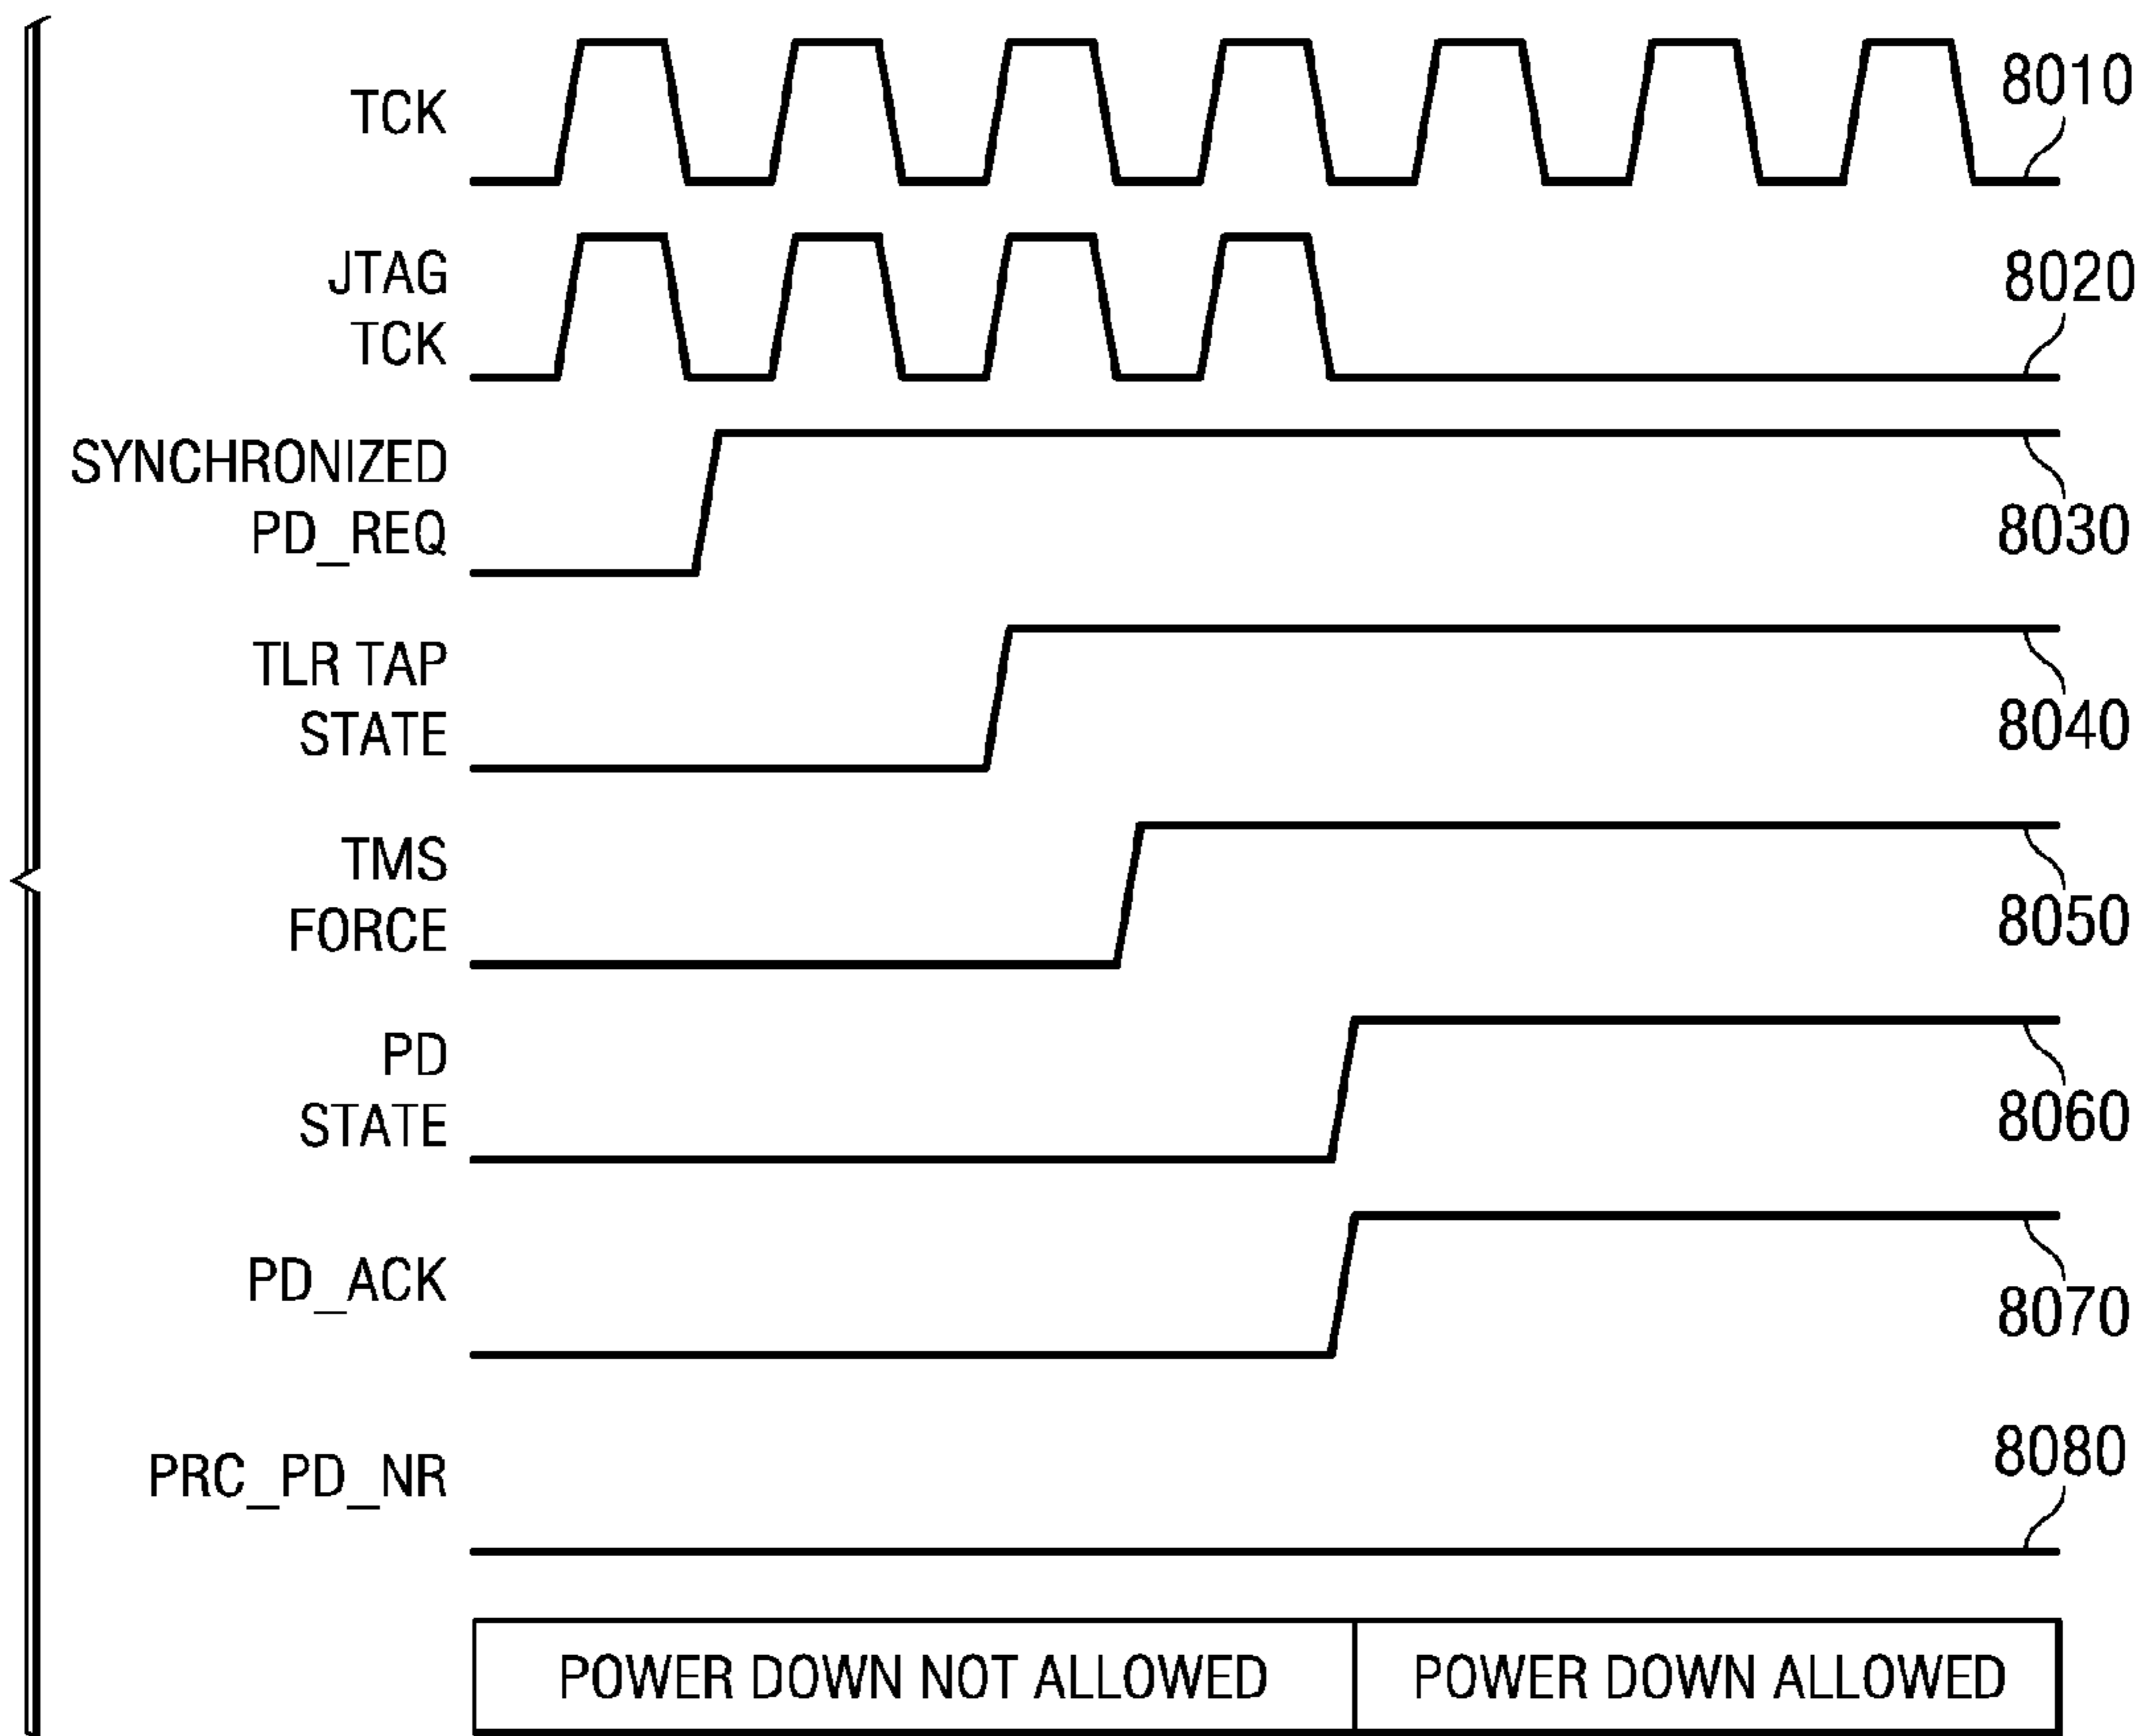 TCK
8010
JTAG
TCK
8020
SYNCHRONIZED
PD_REQ
8030
TLR TAP
STATE
8040
TMS
FORCE
8050
PD
STATE
8060
PD_ACK
8070
PRC_PD_NR
8080
POWER DOWN NOT ALLOWED
POWER DOWN ALLOWED